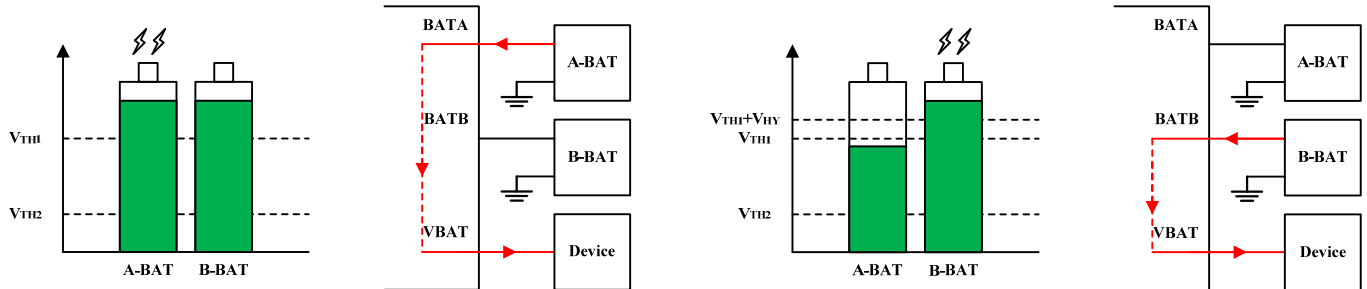 VTH1
VTH2
A-BAT
B-BAT
BATA
BATB
VBAT
A-BAT
B-BAT
Device
VTH1+VHY
VTH1
VTH2
A-BAT
B-BAT
BATA
BATB
VBAT
A-BAT
B-BAT
Device